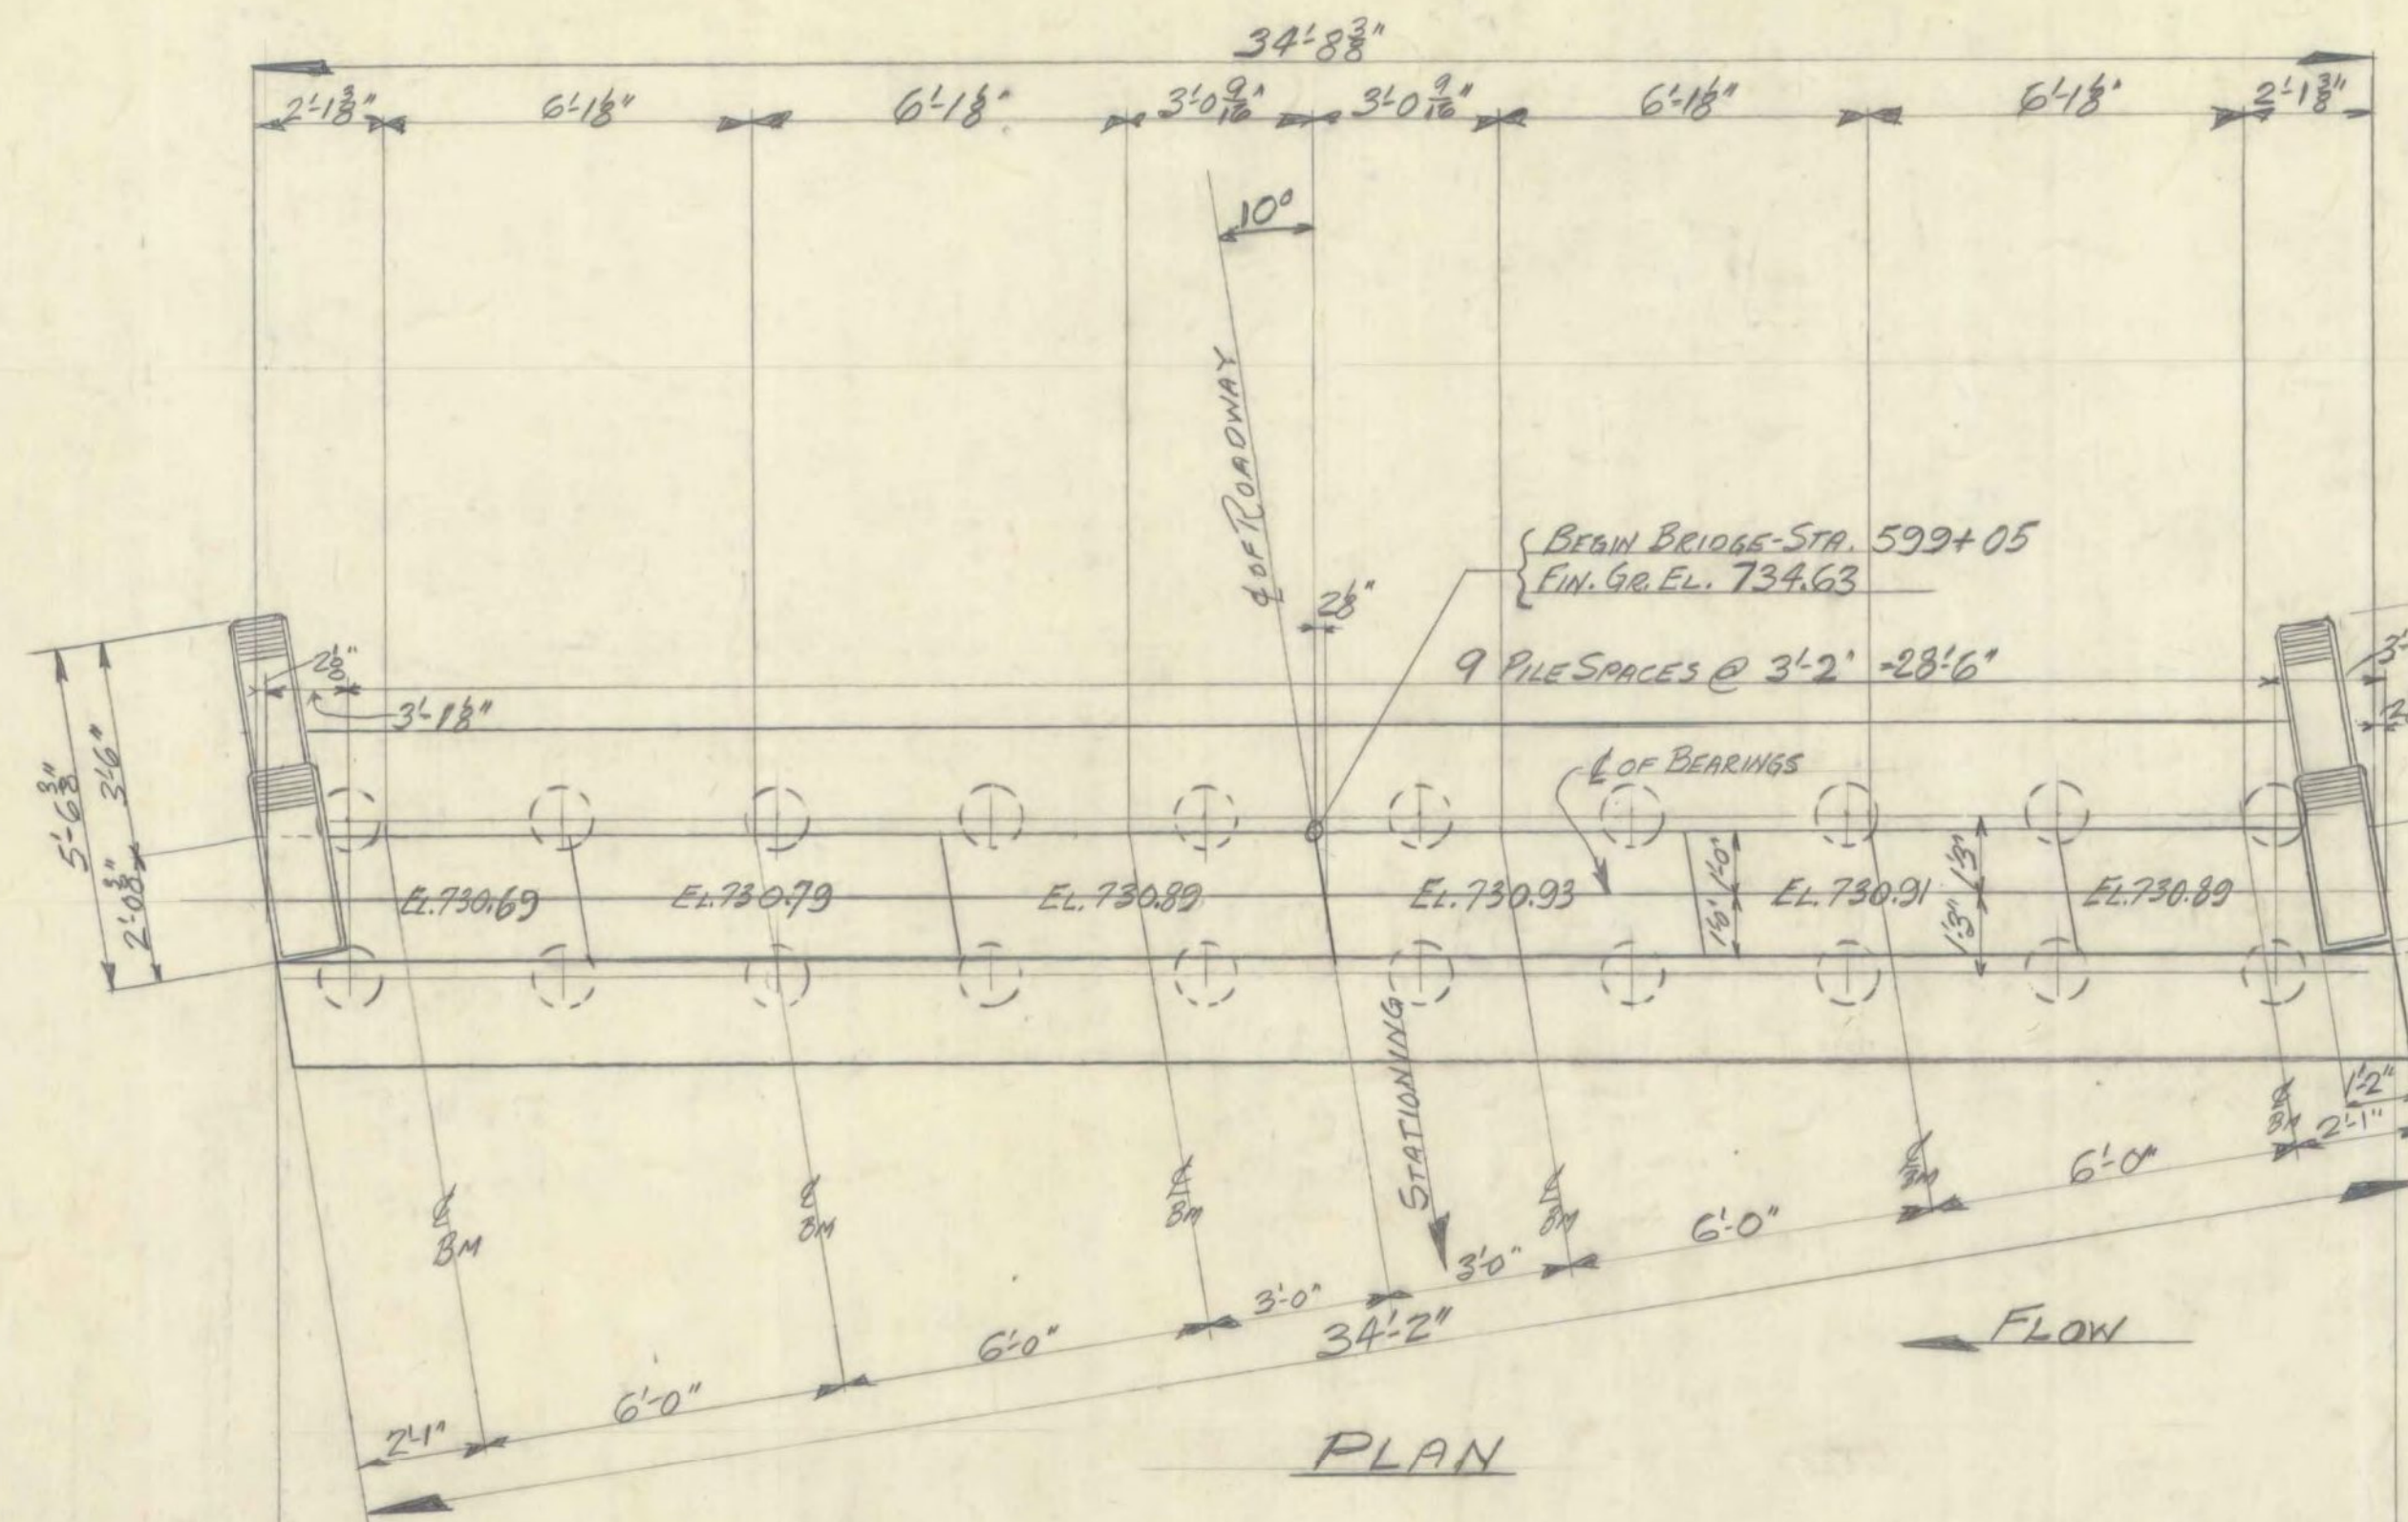 34'-8 3/8"
2'-1 3/8" 6'-1 1/8" 6'-1 1/8" 3'-0 9/16" 3'-0 9/16" 6'-1 1/8" 6'-1 1/8" 2'-1 3/8"
10°
℄ OF ROADWAY
BEGIN BRIDGE-STA. 599+05
FIN. GR. EL. 734.63
2 1/8"
9 PILE SPACES @ 3'-2" =28'-6"
2 1/8"
3'-1 1/8"
5'-6 3/8"
3'-6"
2'-0 3/8"
℄ OF BEARINGS
EL. 730.69 EL. 730.79 EL. 730.89 EL. 730.93 EL. 730.91 EL. 730.89
1'-0"
1'-3"
1'-3"
STATIONING
℄ BM
℄ BM
℄ BM
℄ BM
℄ BM
℄ BM
1'-2"
2'-1" 6'-0" 6'-0" 3'-0" 3'-0" 6'-0" 6'-0" 2'-1"
34'-2"
FLOW
PLAN